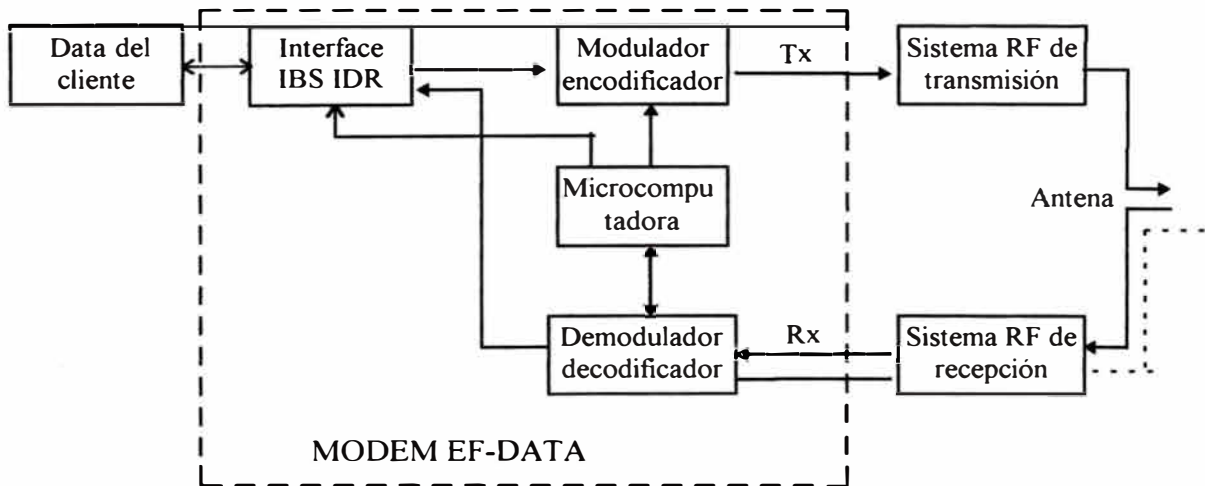 Data del
cliente
Interface
IBS IDR
Modulador
encodificador
Tx
Sistema RF de
transmisión
Microcompu
tadora
Antena
Demodulador
decodificador
Rx
Sistema RF de
recepción
MODEM EF-DATA